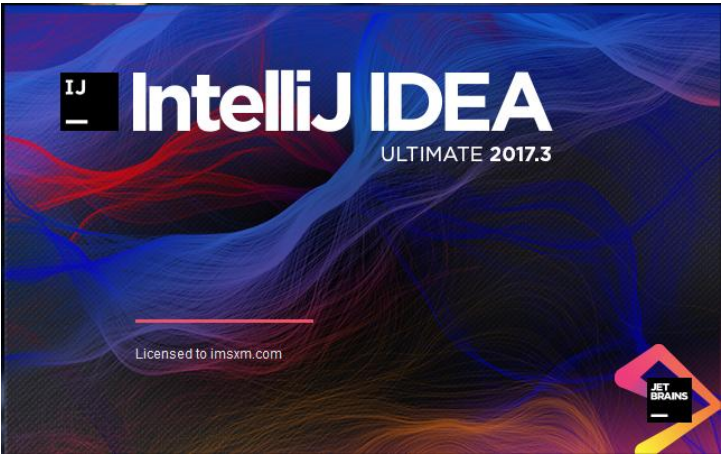 IJ
IntelliJ IDEA
ULTIMATE 2017.3
Licensed to imsxm.com
JET
BRAINS